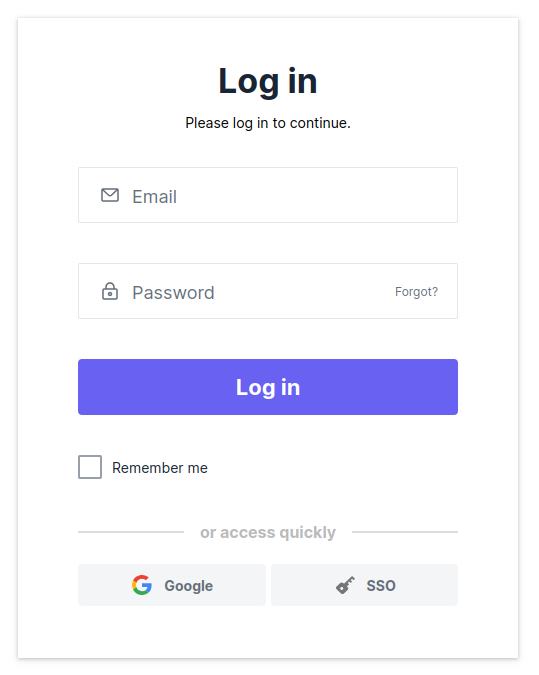 Log in
Please log in to continue.
Email
Password Forgot?
Log in
Remember me
or access quickly
Google SSO